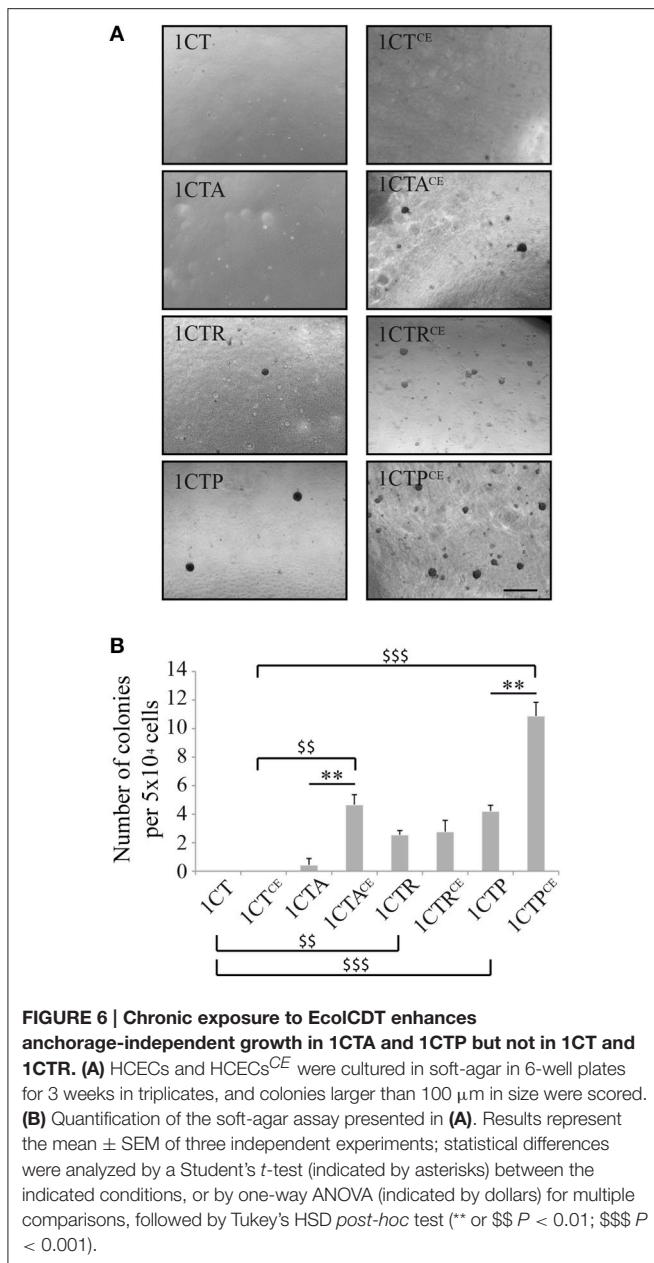 A
1CT
1CTᶜᴱ
1CTA
1CTAᶜᴱ
1CTR
1CTRᶜᴱ
1CTP
1CTPᶜᴱ
B
Number of colonies
per 5x10⁴ cells
14
12
10
8
6
4
2
0
$$$
**
$$
**
1CT
1CTᶜᴱ
1CTA
1CTAᶜᴱ
1CTR
1CTRᶜᴱ
1CTP
1CTPᶜᴱ
$$
$$$
FIGURE 6 | Chronic exposure to EcolCDT enhances
anchorage-independent growth in 1CTA and 1CTP but not in 1CT and
1CTR. (A) HCECs and HCECsᶜᴱ were cultured in soft-agar in 6-well plates
for 3 weeks in triplicates, and colonies larger than 100 μm in size were scored.
(B) Quantification of the soft-agar assay presented in (A). Results represent
the mean ± SEM of three independent experiments; statistical differences
were analyzed by a Student's t-test (indicated by asterisks) between the
indicated conditions, or by one-way ANOVA (indicated by dollars) for multiple
comparisons, followed by Tukey's HSD post-hoc test (** or $$ P < 0.01; $$$ P
< 0.001).